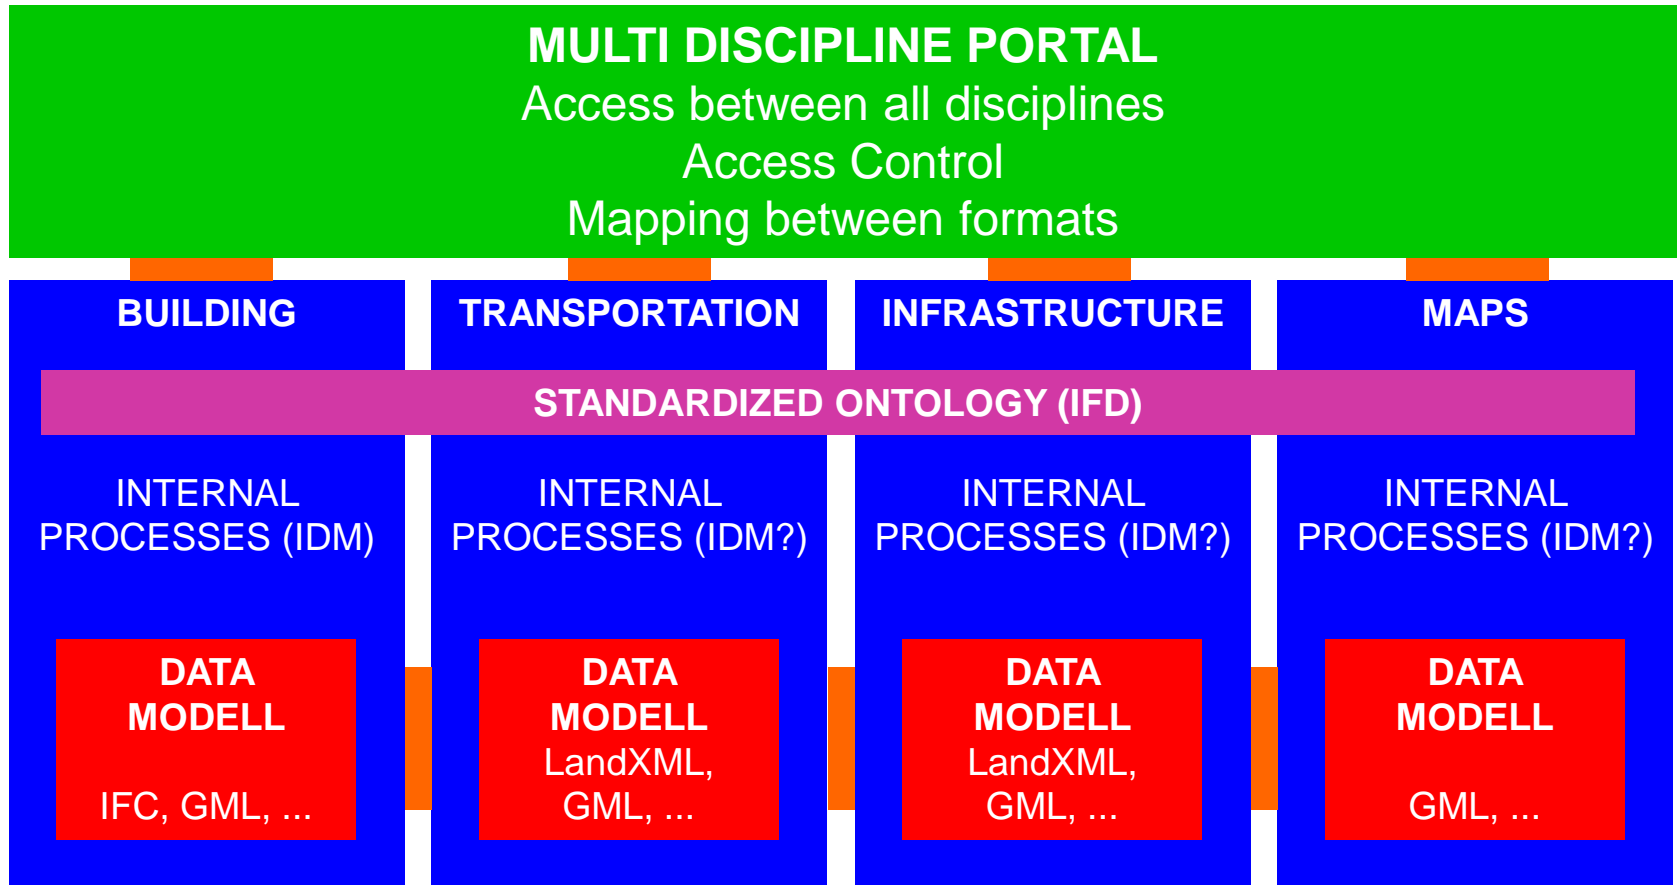 MULTI DISCIPLINE PORTAL
Access between all disciplines
Access Control
Mapping between formats
BUILDING
TRANSPORTATION
INFRASTRUCTURE
MAPS
STANDARDIZED ONTOLOGY (IFD)
INTERNAL
PROCESSES (IDM)
INTERNAL
PROCESSES (IDM?)
INTERNAL
PROCESSES (IDM?)
INTERNAL
PROCESSES (IDM?)
DATA
MODELL
IFC, GML, ...
DATA
MODELL
LandXML,
GML, ...
DATA
MODELL
LandXML,
GML, ...
DATA
MODELL
GML, ...